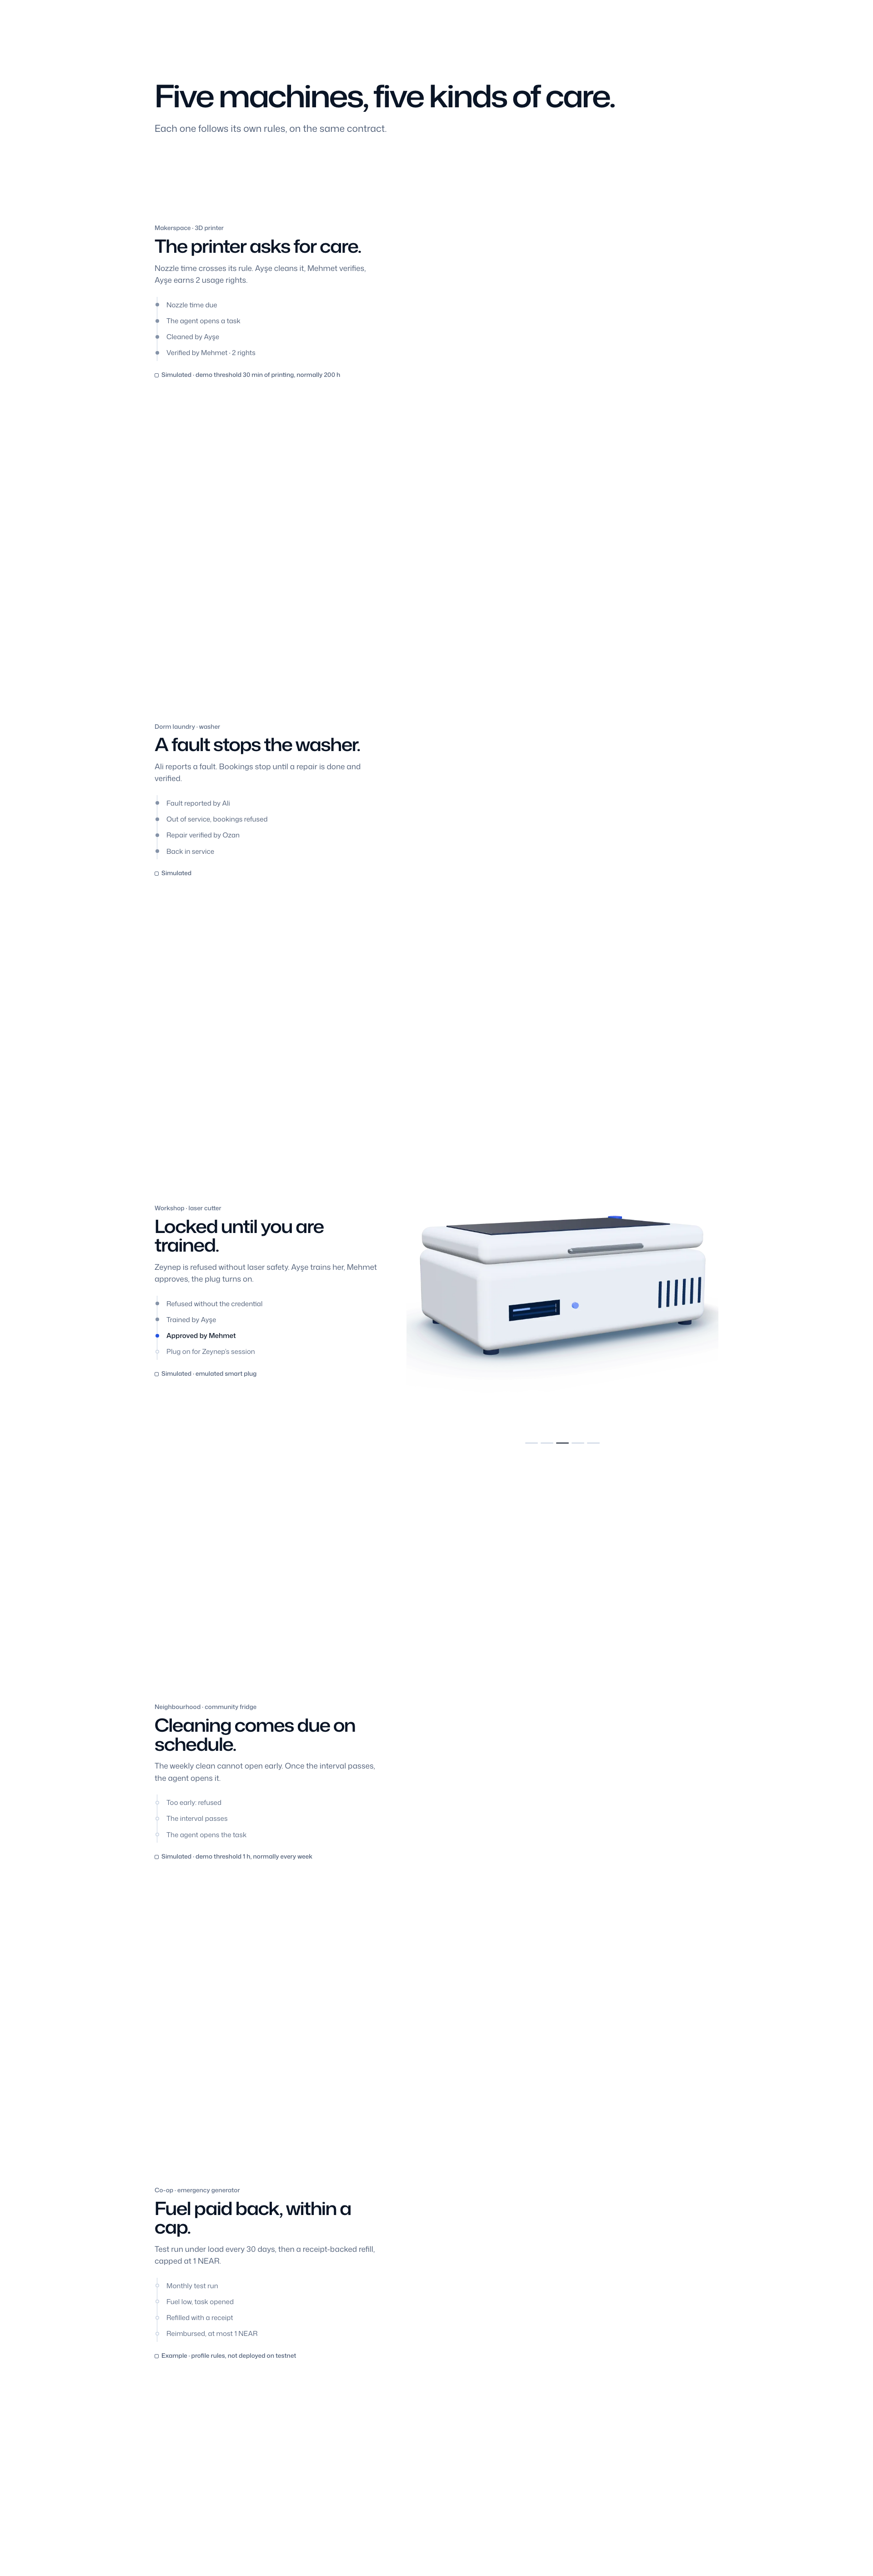 Five machines, five kinds of care.
Each one follows its own rules, on the same contract.
Makerspace · 3D printer
The printer asks for care.
Nozzle time crosses its rule. Ayşe cleans it, Mehmet verifies,
Ayşe earns 2 usage rights.
Nozzle time due
The agent opens a task
Cleaned by Ayşe
Verified by Mehmet · 2 rights
Simulated · demo threshold 30 min of printing, normally 200 h
Dorm laundry · washer
A fault stops the washer.
Ali reports a fault. Bookings stop until a repair is done and
verified.
Fault reported by Ali
Out of service, bookings refused
Repair verified by Ozan
Back in service
Simulated
Workshop · laser cutter
Locked until you are
trained.
Zeynep is refused without laser safety. Ayşe trains her, Mehmet
approves, the plug turns on.
Refused without the credential
Trained by Ayşe
Approved by Mehmet
Plug on for Zeynep's session
Simulated · emulated smart plug
Neighbourhood · community fridge
Cleaning comes due on
schedule.
The weekly clean cannot open early. Once the interval passes,
the agent opens it.
Too early: refused
The interval passes
The agent opens the task
Simulated · demo threshold 1 h, normally every week
Co-op · emergency generator
Fuel paid back, within a
cap.
Test run under load every 30 days, then a receipt-backed refill,
capped at 1 NEAR.
Monthly test run
Fuel low, task opened
Refilled with a receipt
Reimbursed, at most 1 NEAR
Example · profile rules, not deployed on testnet